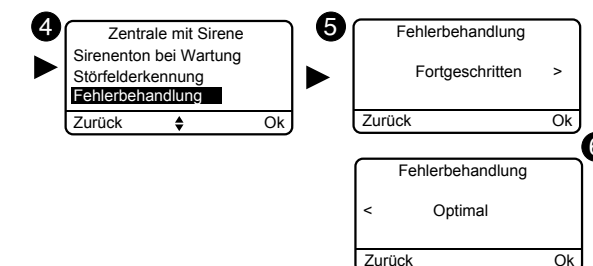 4
Zentrale mit Sirene
Sirenenton bei Wartung
Störfelderkennung
Fehlerbehandlung
Zurück Ok
5
Fehlerbehandlung
Fortgeschritten >
Zurück Ok
Fehlerbehandlung
< Optimal
Zurück Ok